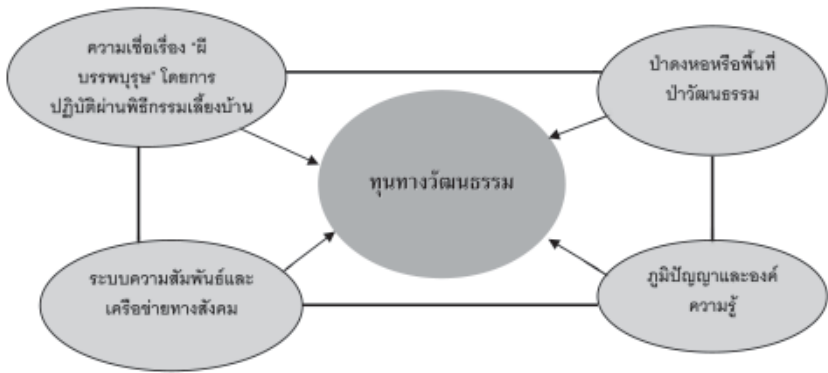 ความเชื่อเรื่อง "ผี
บรรพบุรุษ" โดยการ
ปฏิบัติผ่านพิธีกรรมเลี้ยงบ้าน
ป่าดงหอหรือพื้นที่
ป่าวัฒนธรรม
ทุนทางวัฒนธรรม
ระบบความสัมพันธ์และ
เครือข่ายทางสังคม
ภูมิปัญญาและองค์
ความรู้